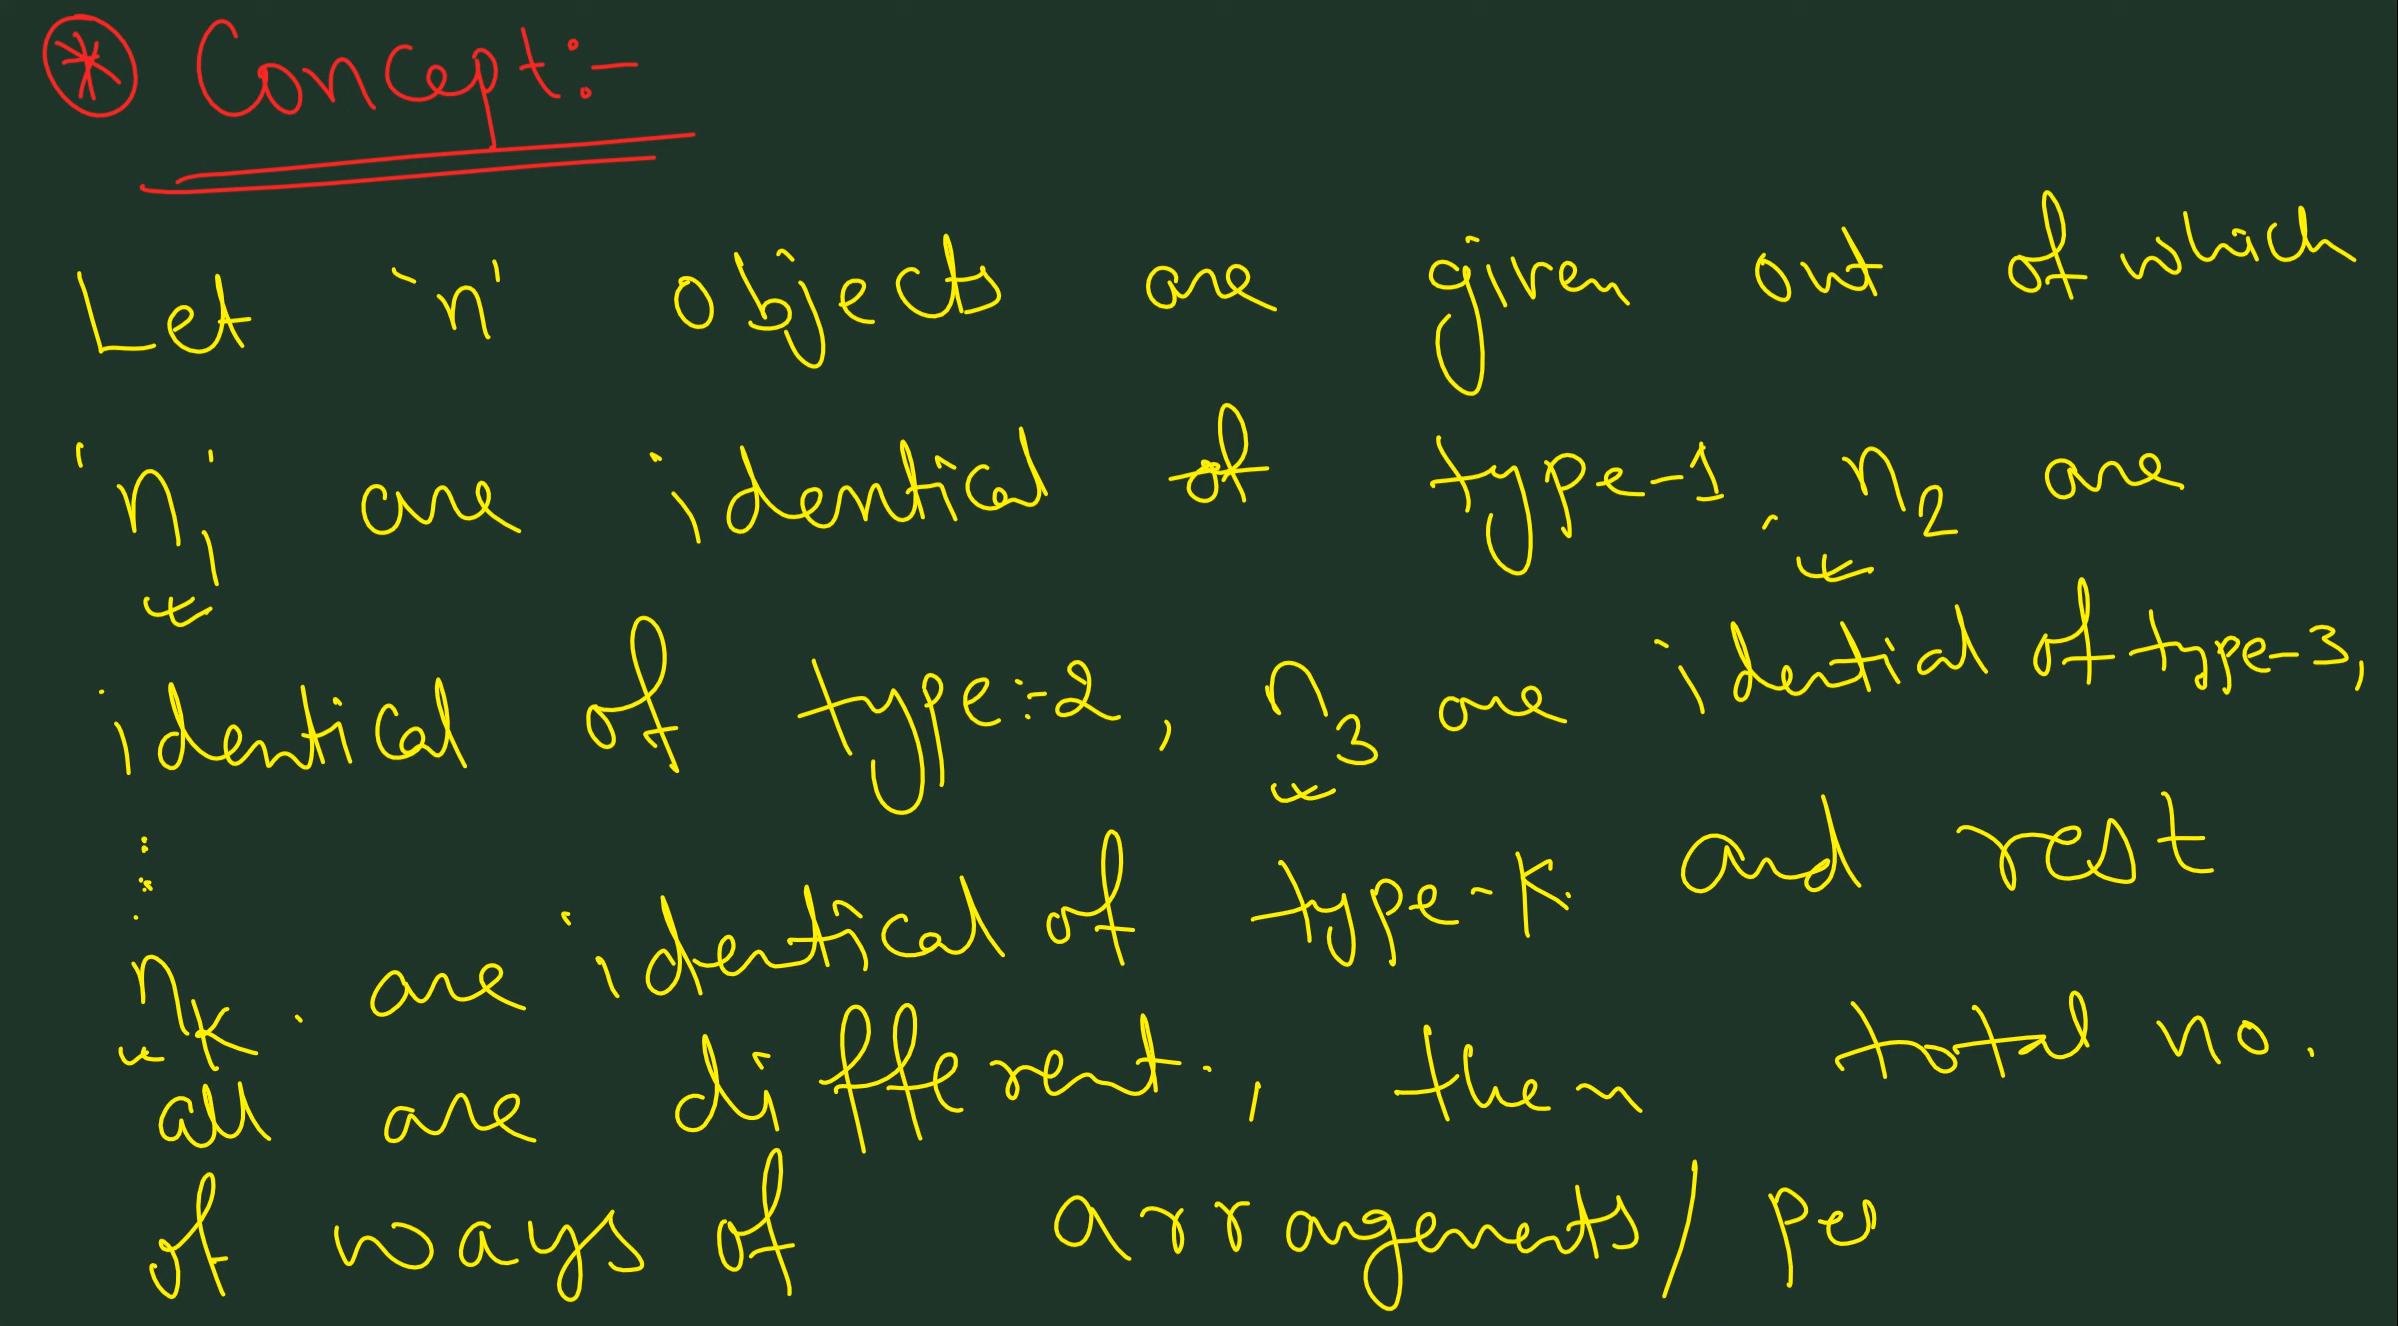 * Concept:-
Let 'n' objects are given out of which
'n1' are identical of type-1, n2 are
identical of type:-2, n3 are idential of type-3,
⋮
nK are identical of type-K and rest
all are different, then total no.
of ways of arragements/per